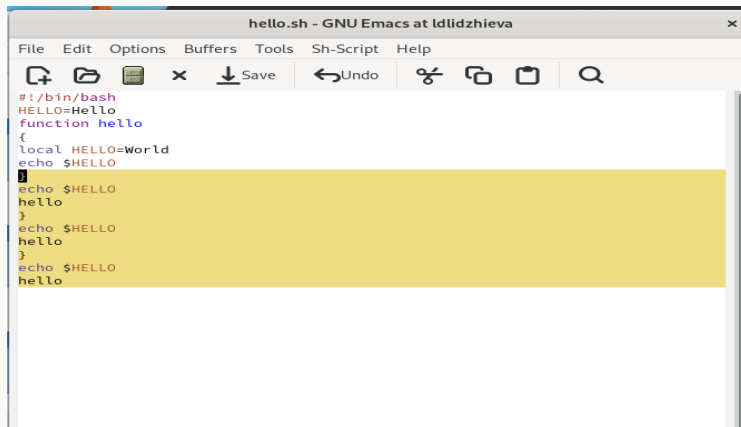 hello.sh - GNU Emacs at ldlidzhieva ×
File Edit Options Buffers Tools Sh-Script Help
Save Undo
#!/bin/bash
HELLO=Hello
function hello
{
local HELLO=World
echo $HELLO
}
echo $HELLO
hello
}
echo $HELLO
hello
}
echo $HELLO
hello